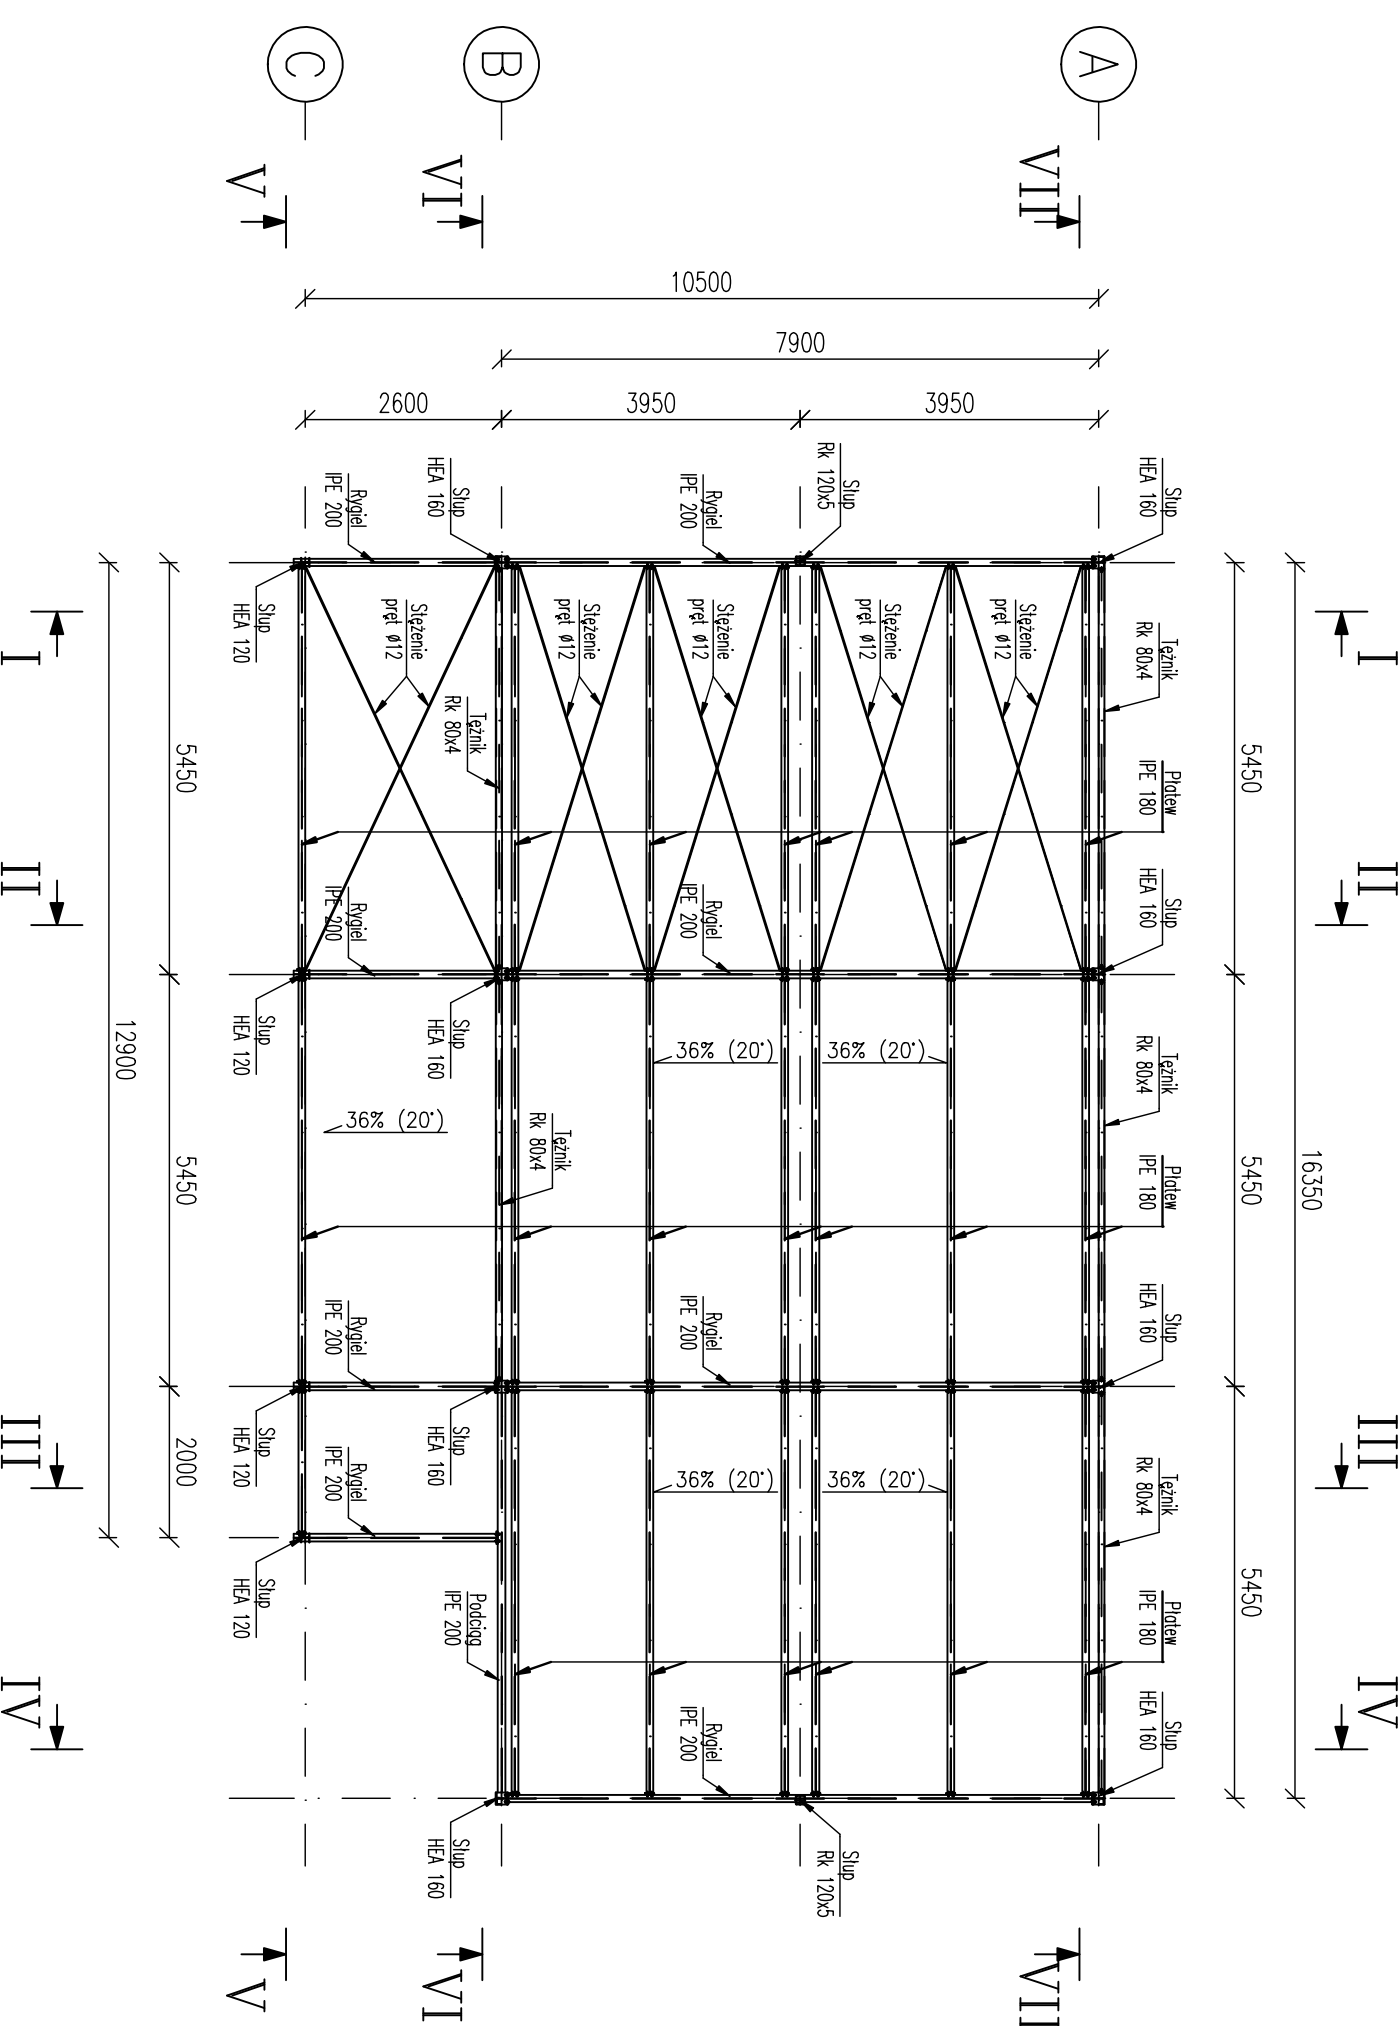 C
B
A
V
VI
VII
10500
7900
2600
3950
3950
Rygiel
IPE 200
Słup
HEA 160
Rygiel
IPE 200
Słup
Rk 120x5
Słup
HEA 160
Słup
HEA 120
Stężenie
pręt ø12
Stężenie
pręt ø12
Stężenie
pręt ø12
Stężenie
pręt ø12
Stężenie
pręt ø12
Tężnik
Rk 80x4
I
I
5450
Tężnik
Rk 80x4
Płatew
IPE 180
5450
II
Rygiel
IPE 200
Rygiel
IPE 200
Słup
HEA 160
II
Słup
HEA 120
Słup
HEA 160
36% (20°)
36% (20°)
Tężnik
Rk 80x4
12900
36% (20°)
Tężnik
Rk 80x4
Płatew
IPE 180
5450
5450
16350
Rygiel
IPE 200
Rygiel
IPE 200
Słup
HEA 160
III
2000
Słup
HEA 120
Słup
HEA 160
III
Rygiel
IPE 200
36% (20°)
36% (20°)
Tężnik
Rk 80x4
Słup
HEA 120
Podciąg
IPE 200
Płatew
IPE 180
5450
IV
Rygiel
IPE 200
Słup
HEA 160
IV
Słup
HEA 160
Słup
Rk 120x5
V
VI
VII